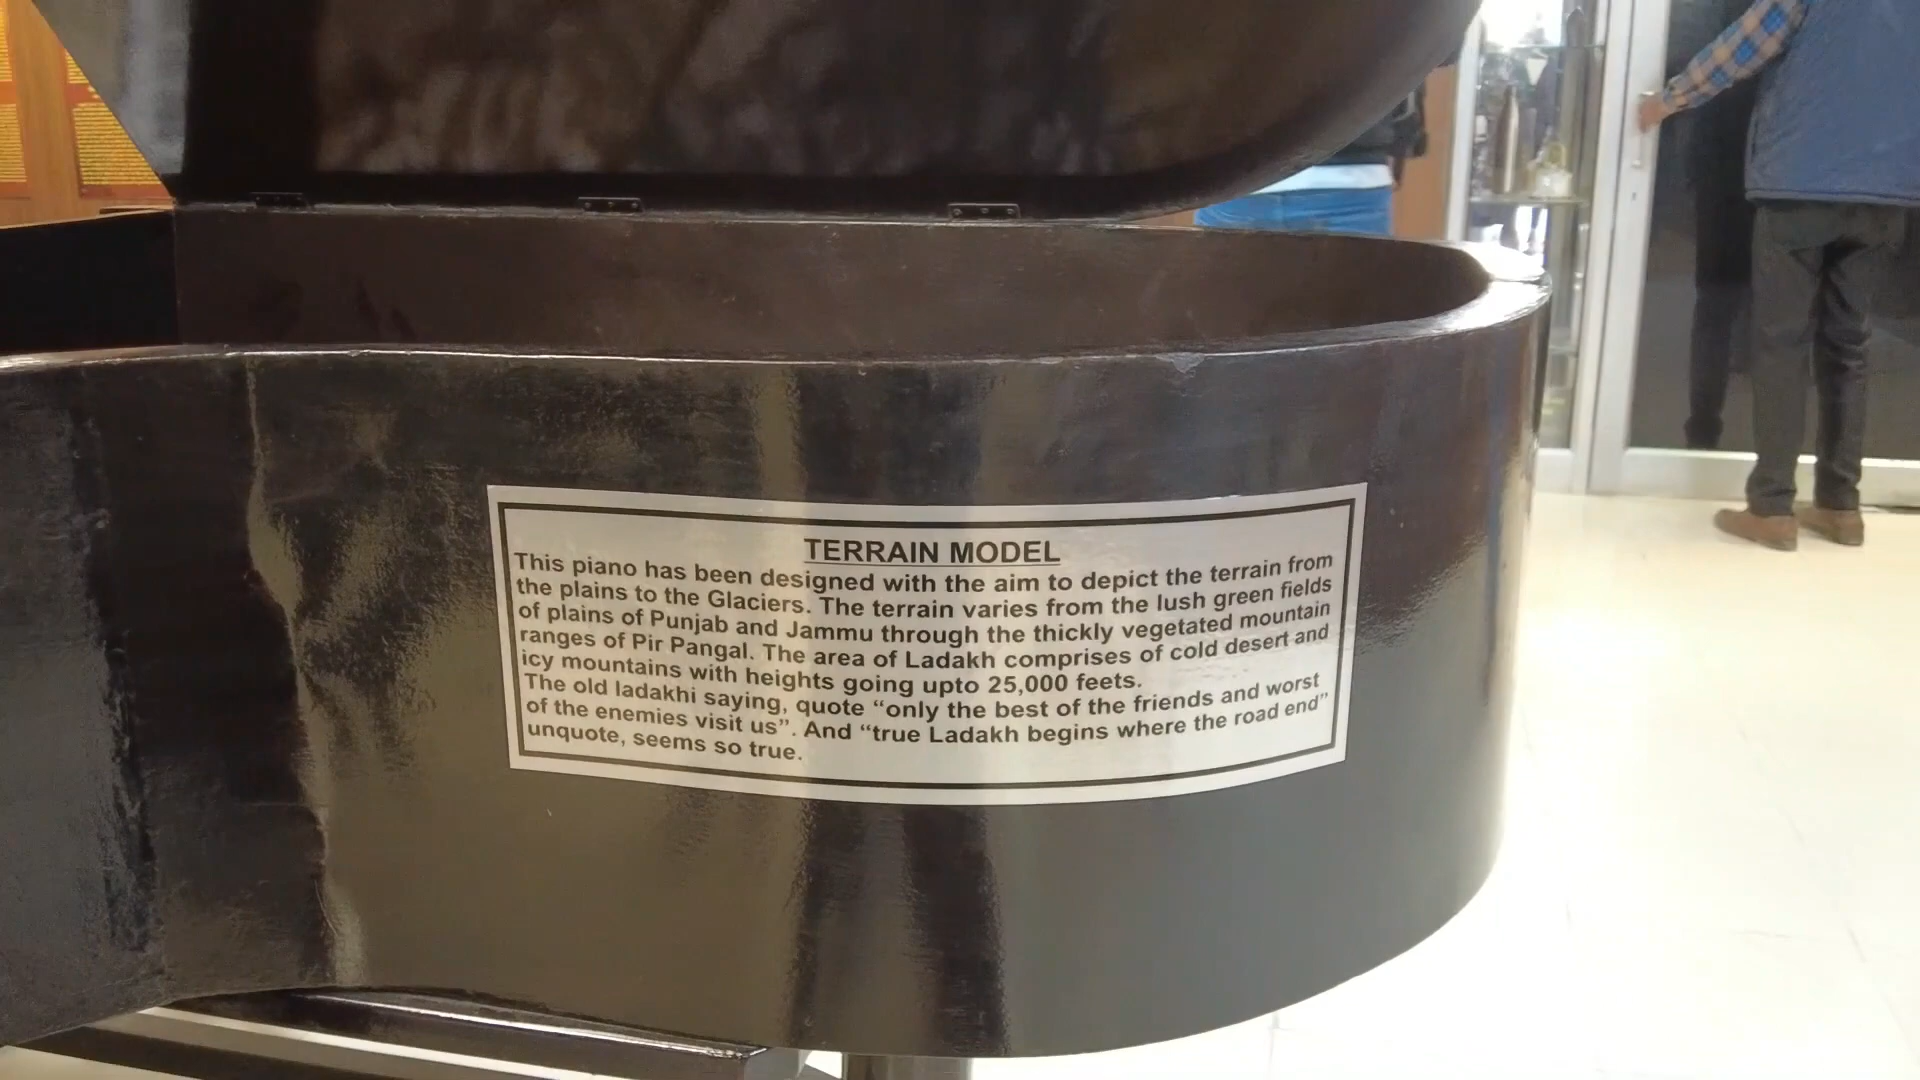 TERRAIN MODEL
This piano has been designed with the aim to depict the terrain from
the plains to the Glaciers. The terrain varies from the lush green fields
of plains of Punjab and Jammu through the thickly vegetated mountain
ranges of Pir Pangal. The area of Ladakh comprises of cold desert and
icy mountains with heights going upto 25,000 feets.
The old ladakhi saying, quote “only the best of the friends and worst
of the enemies visit us”. And “true Ladakh begins where the road end”
unquote, seems so true.